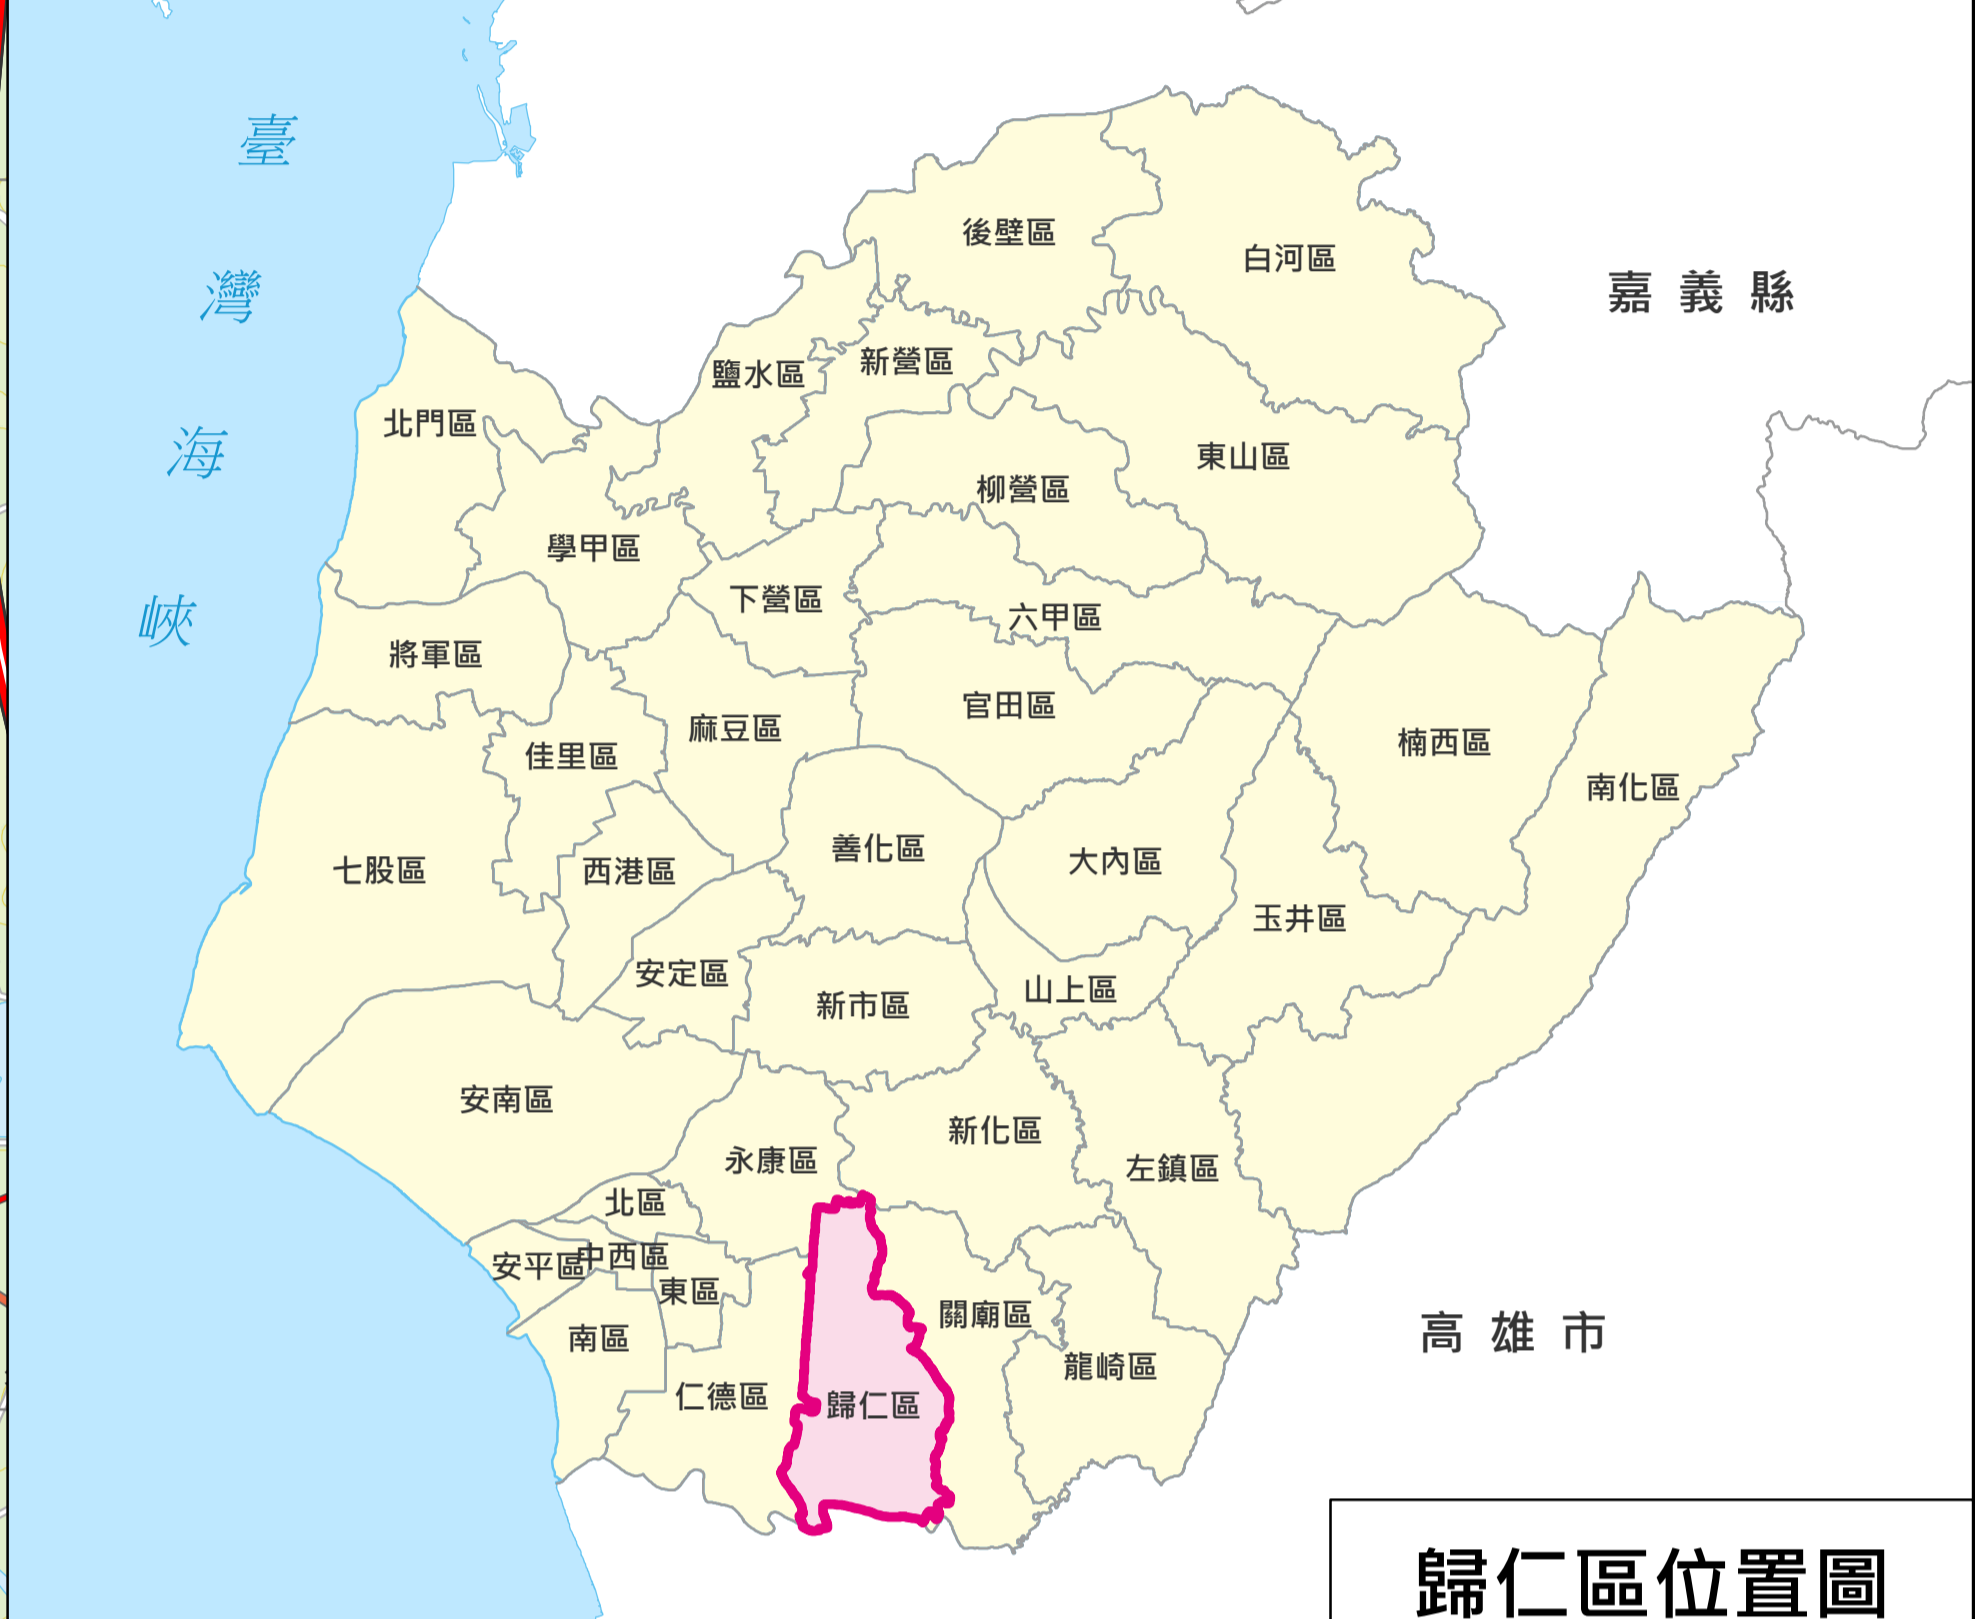 臺
灣
海
峽
後壁區
白河區
嘉義縣
鹽水區
新營區
北門區
東山區
柳營區
學甲區
下營區
六甲區
將軍區
官田區
麻豆區
楠西區
佳里區
南化區
善化區
大內區
七股區
西港區
玉井區
安定區
山上區
新市區
安南區
新化區
永康區
左鎮區
北區
中西區
安平區
東區
關廟區
高雄市
南區
龍崎區
仁德區
歸仁區
歸仁區位置圖